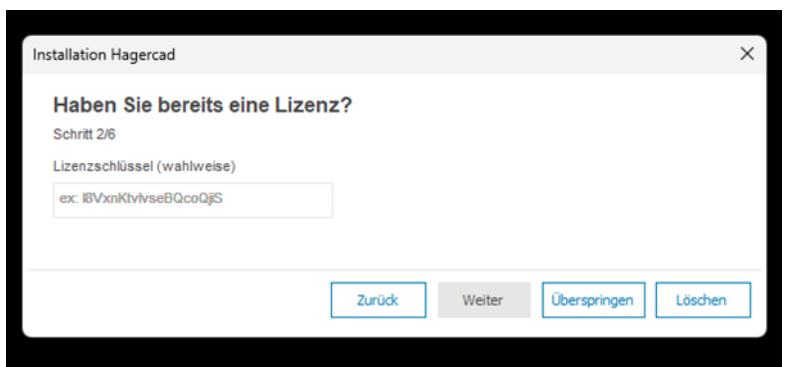 Installation Hagercad
Haben Sie bereits eine Lizenz?
Schritt 2/6
Lizenzschlüssel (wahlweise)
ex: l8VxnKtvlvseBQcoQjiS
Zurück Weiter Überspringen Löschen